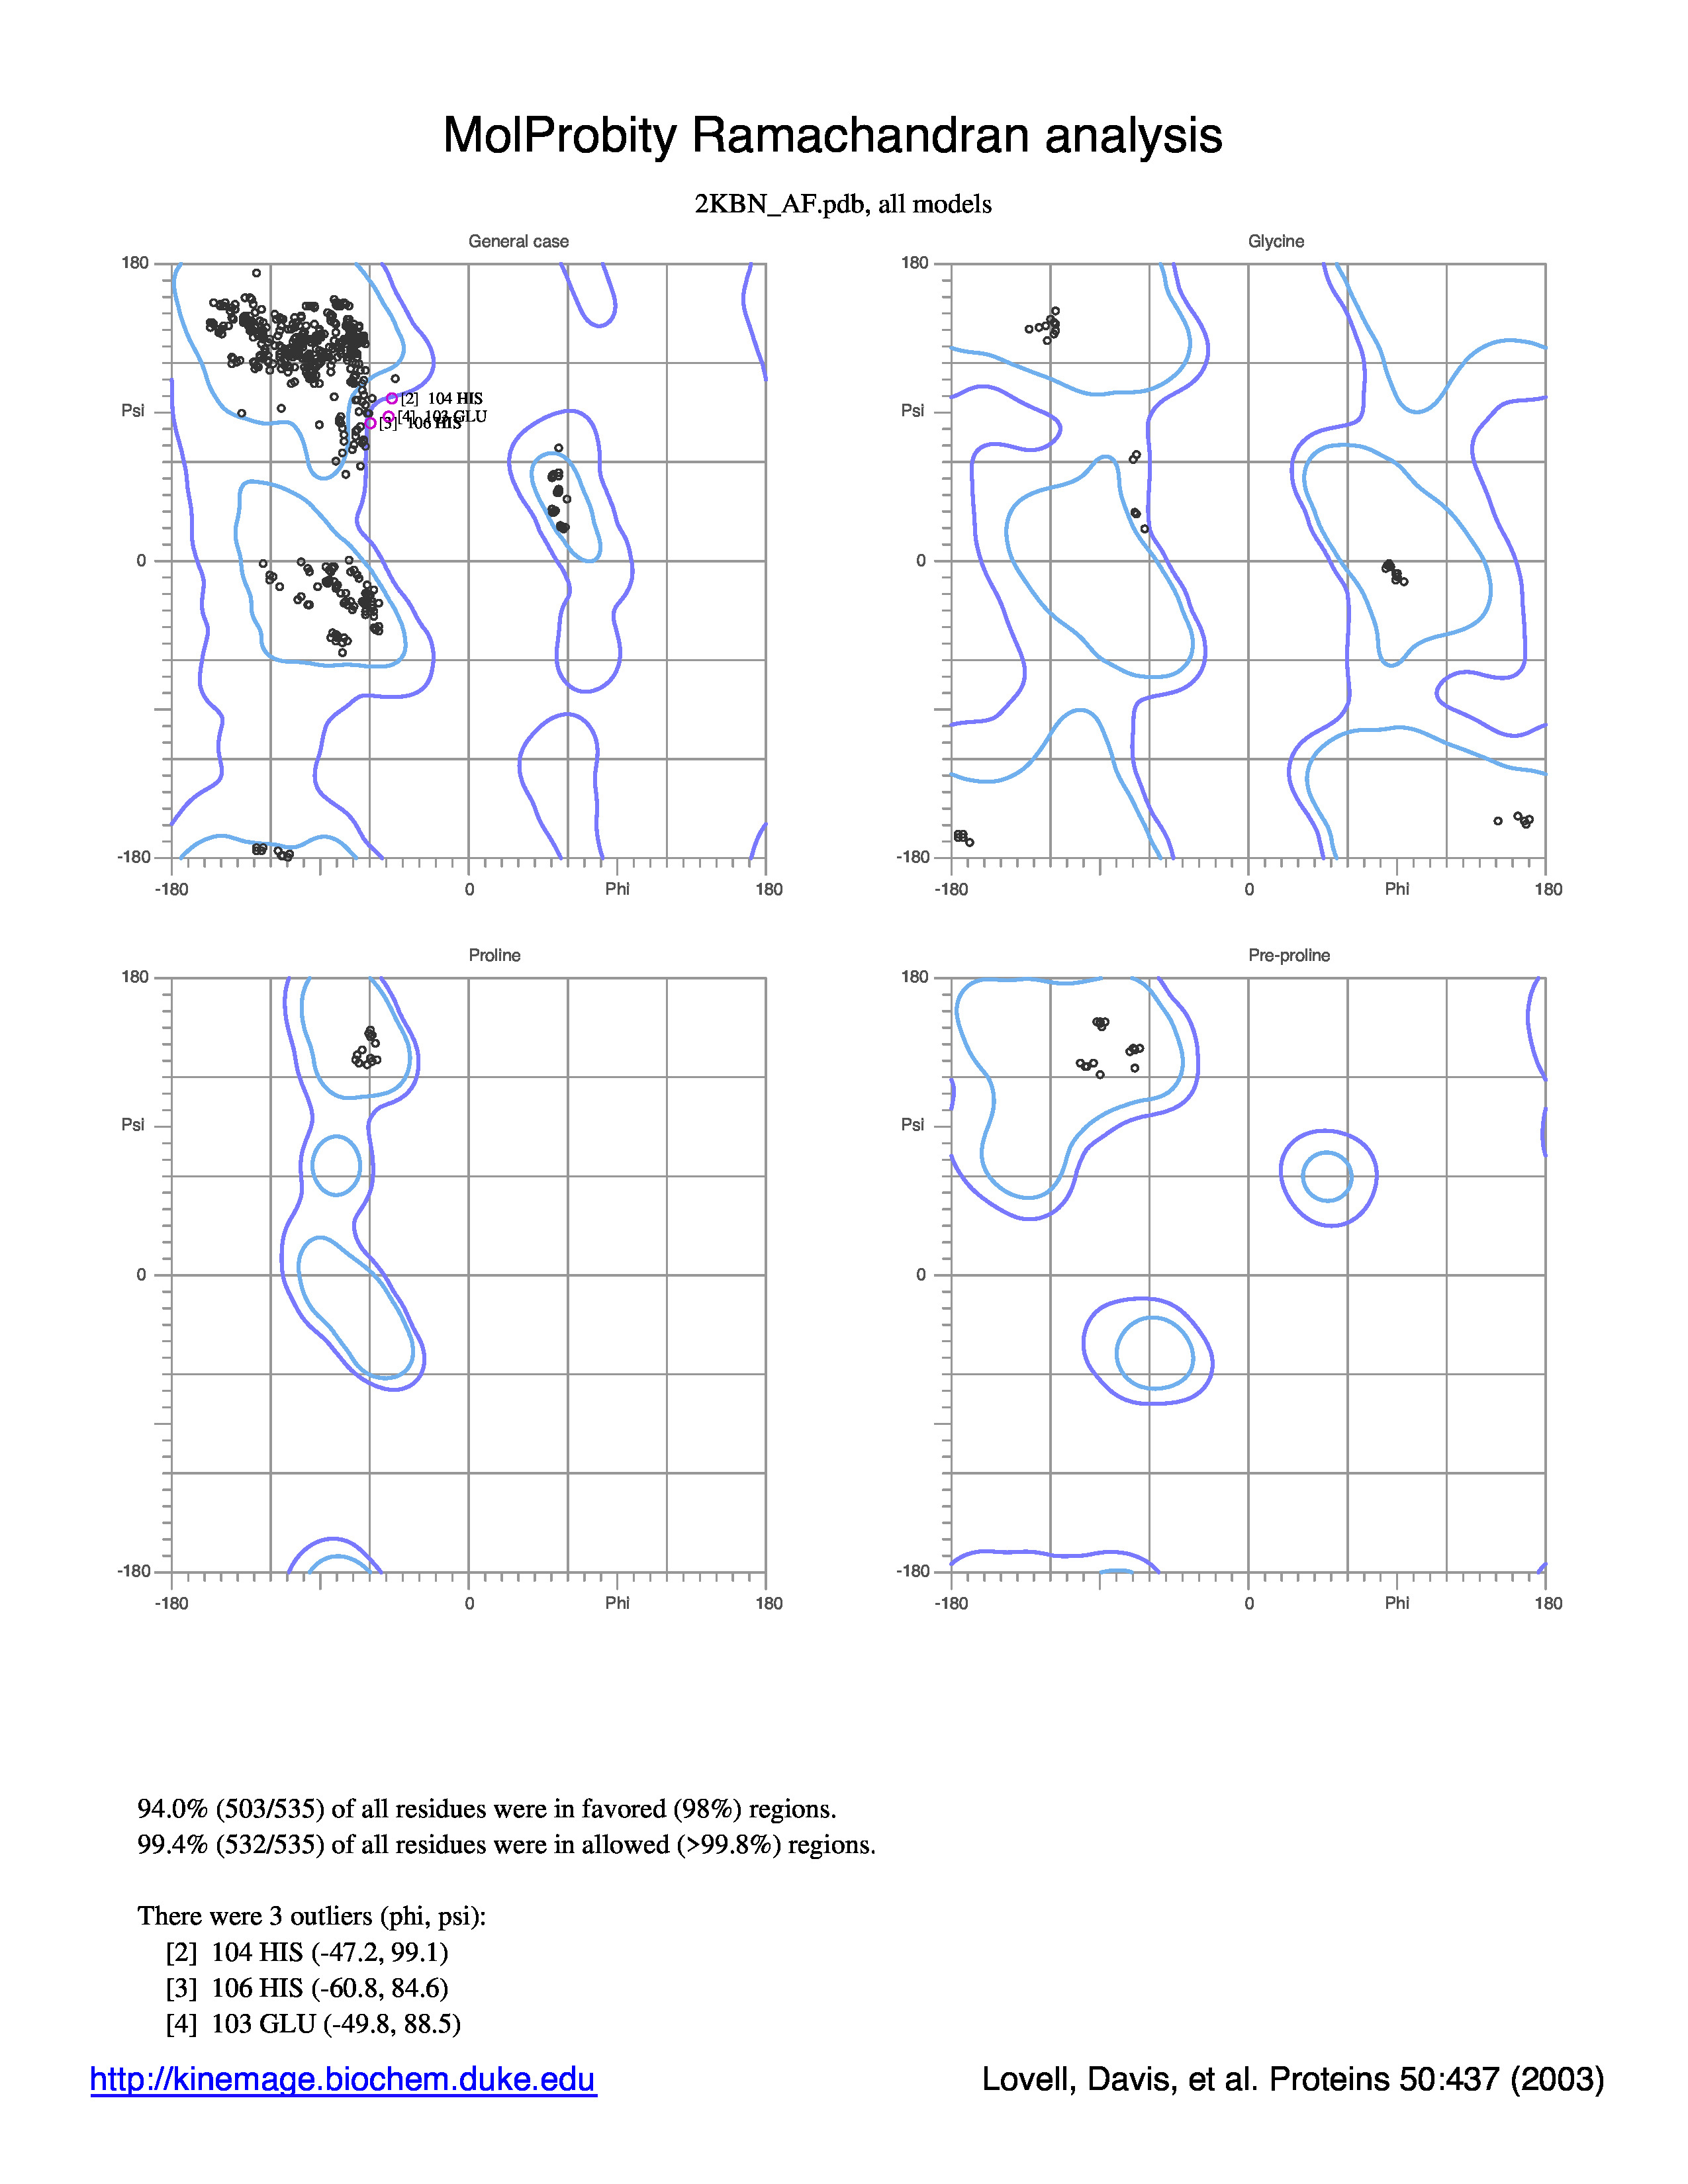 MolProbity Ramachandran analysis
2KBN_AF.pdb, all models
General case
Glycine
180
180
[2] 104 HIS
Psi
[4] 103 GLU
Psi
[3] 106 HIS
0
0
-180
-180
-180
0
Phi
180
-180
0
Phi
180
Proline
Pre-proline
180
180
Psi
Psi
0
0
-180
-180
-180
0
Phi
180
-180
0
Phi
180
94.0% (503/535) of all residues were in favored (98%) regions.
99.4% (532/535) of all residues were in allowed (>99.8%) regions.
There were 3 outliers (phi, psi):
[2] 104 HIS (-47.2, 99.1)
[3] 106 HIS (-60.8, 84.6)
[4] 103 GLU (-49.8, 88.5)
http://kinemage.biochem.duke.edu
Lovell, Davis, et al. Proteins 50:437 (2003)